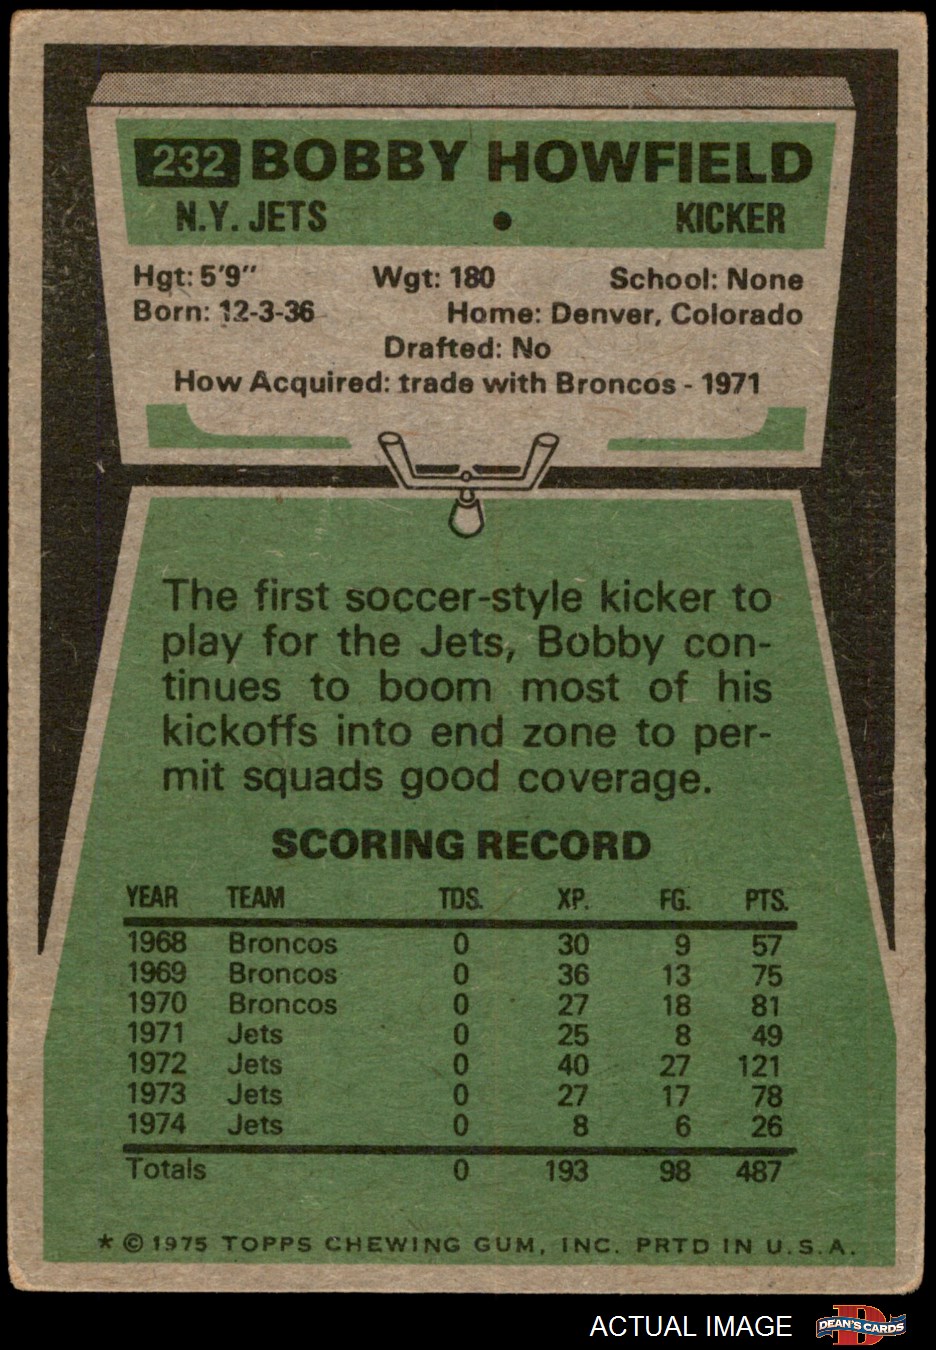 232 BOBBY HOWFIELD
N.Y. JETS • KICKER
Hgt: 5'9" Wgt: 180 School: None
Born: 12-3-36 Home: Denver, Colorado
Drafted: No
How Acquired: trade with Broncos - 1971
The first soccer-style kicker to
play for the Jets, Bobby con-
tinues to boom most of his
kickoffs into end zone to per-
mit squads good coverage.
SCORING RECORD
YEAR TEAM TDS. XP. FG. PTS.
1968 Broncos 0 30 9 57
1969 Broncos 0 36 13 75
1970 Broncos 0 27 18 81
1971 Jets 0 25 8 49
1972 Jets 0 40 27 121
1973 Jets 0 27 17 78
1974 Jets 0 8 6 26
Totals 0 193 98 487
* © 1975 TOPPS CHEWING GUM, INC. PRTD IN U.S.A.
ACTUAL IMAGE DEAN'S CARDS